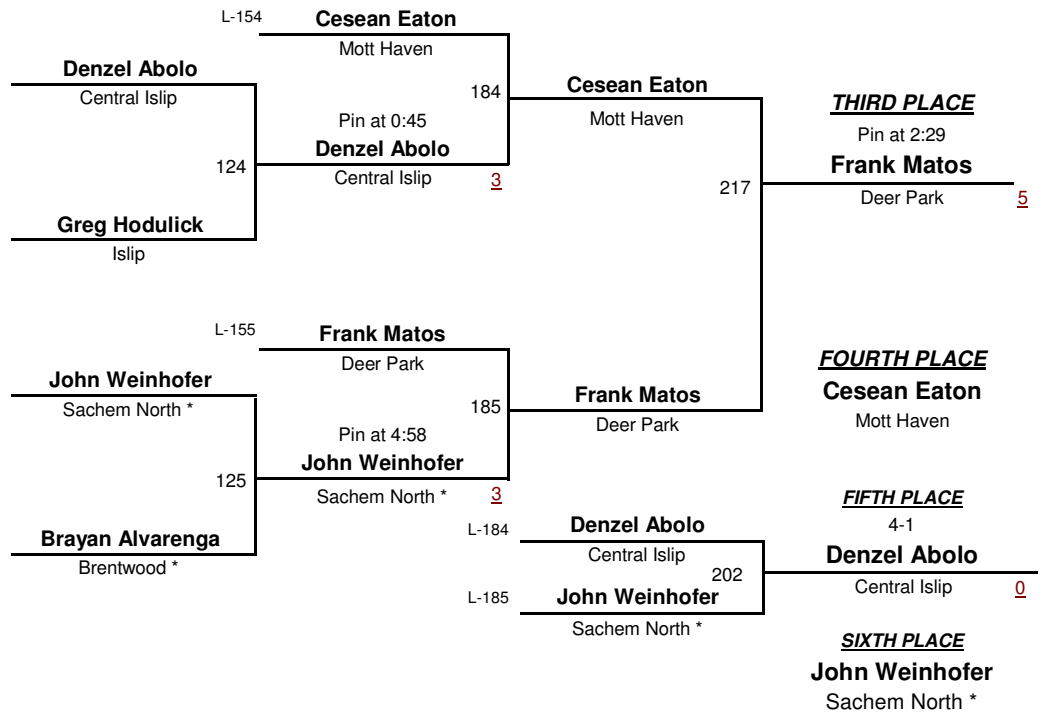 L-154
Cesean Eaton
Mott Haven
Denzel Abolo
Central Islip
184
Cesean Eaton
Mott Haven
THIRD PLACE
Pin at 2:29
Frank Matos
Deer Park
5
Pin at 0:45
Denzel Abolo
Central Islip
3
124
217
Greg Hodulick
Islip
L-155
Frank Matos
Deer Park
FOURTH PLACE
Cesean Eaton
Mott Haven
John Weinhofer
Sachem North *
185
Frank Matos
Deer Park
Pin at 4:58
John Weinhofer
Sachem North *
3
125
Brayan Alvarenga
Brentwood *
FIFTH PLACE
4-1
Denzel Abolo
Central Islip
0
L-184
Denzel Abolo
Central Islip
202
L-185
John Weinhofer
Sachem North *
SIXTH PLACE
John Weinhofer
Sachem North *